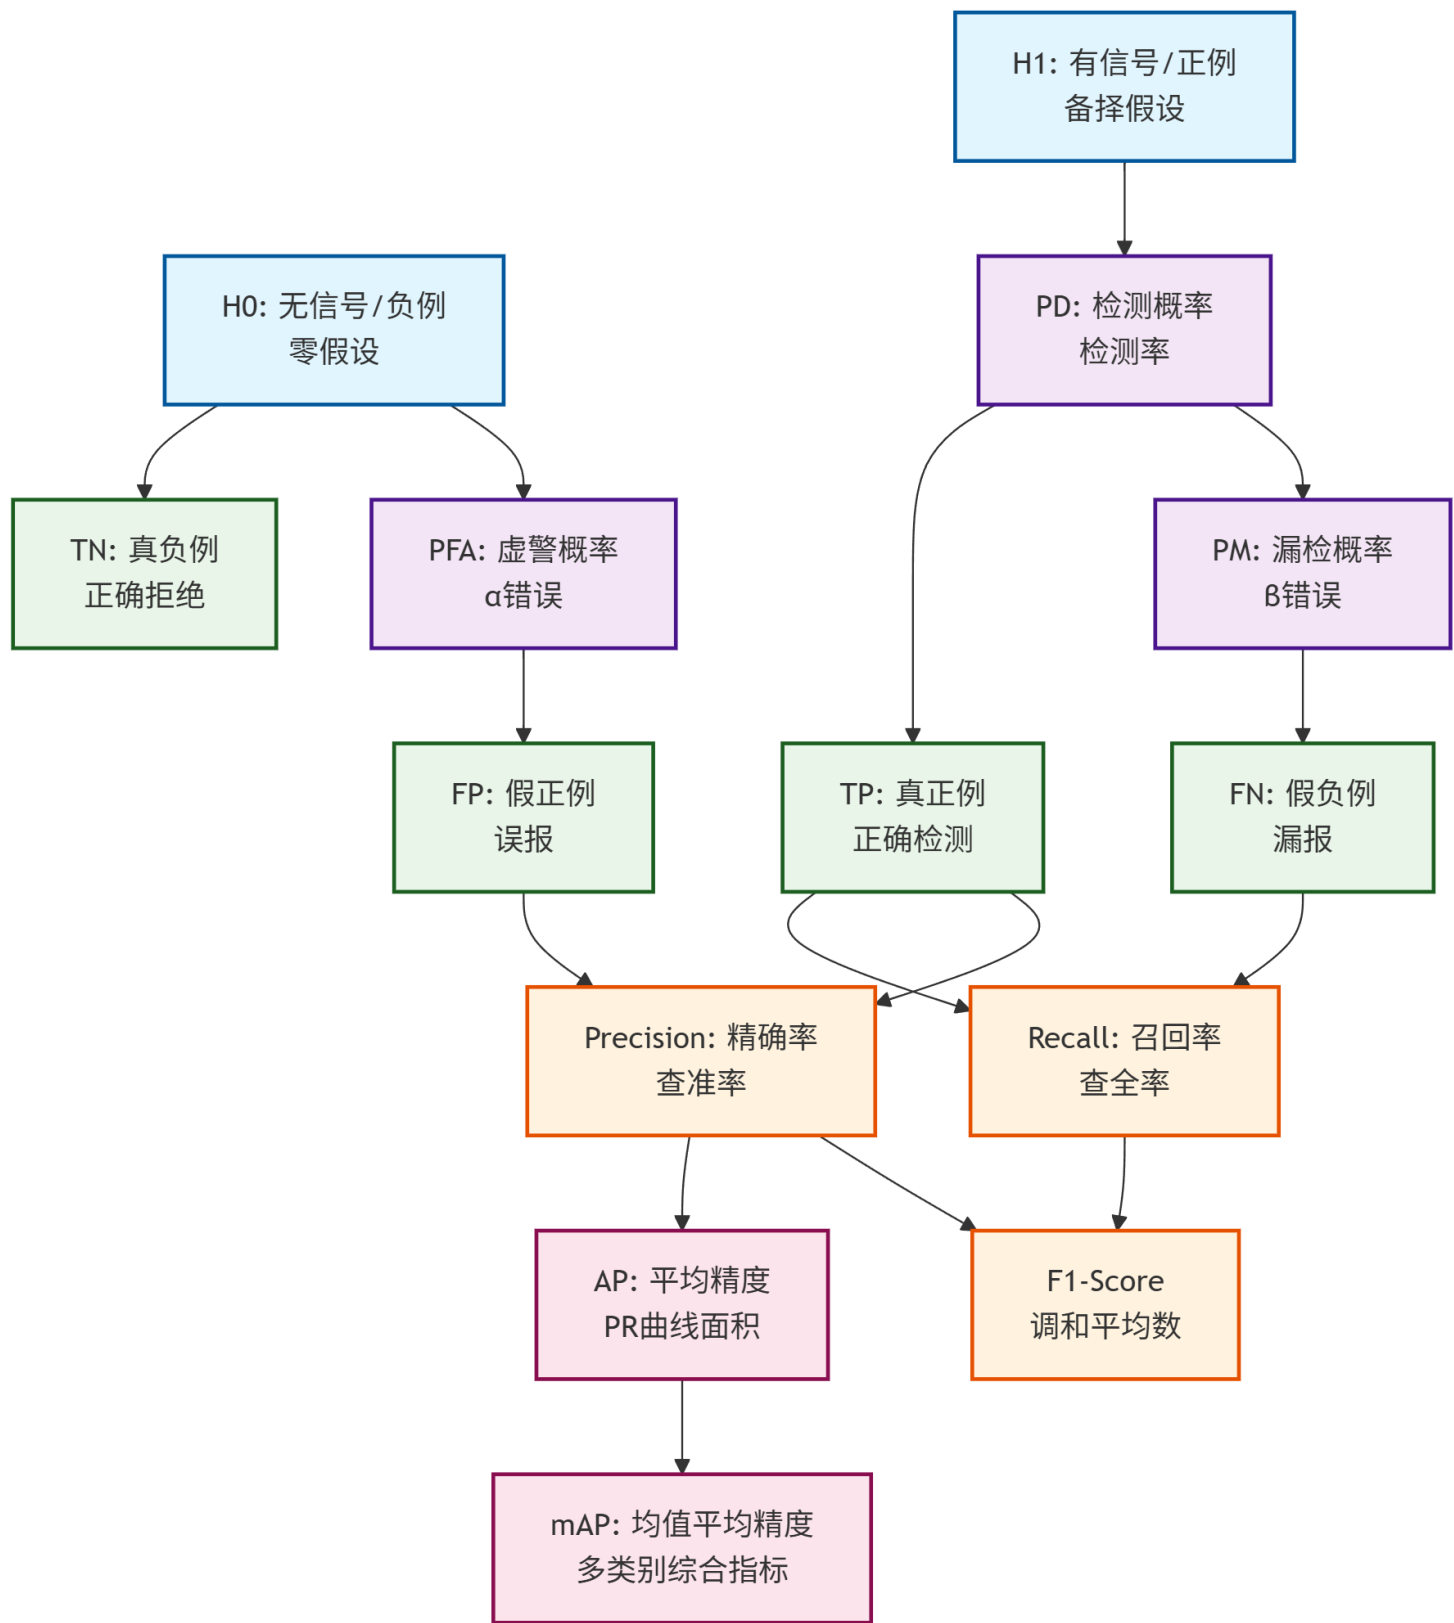 H1: 有信号/正例
备择假设
H0: 无信号/负例
零假设
PD: 检测概率
检测率
TN: 真负例
正确拒绝
PFA: 虚警概率
α错误
PM: 漏检概率
β错误
FP: 假正例
误报
TP: 真正例
正确检测
FN: 假负例
漏报
Precision: 精确率
查准率
Recall: 召回率
查全率
AP: 平均精度
PR曲线面积
F1-Score
调和平均数
mAP: 均值平均精度
多类别综合指标